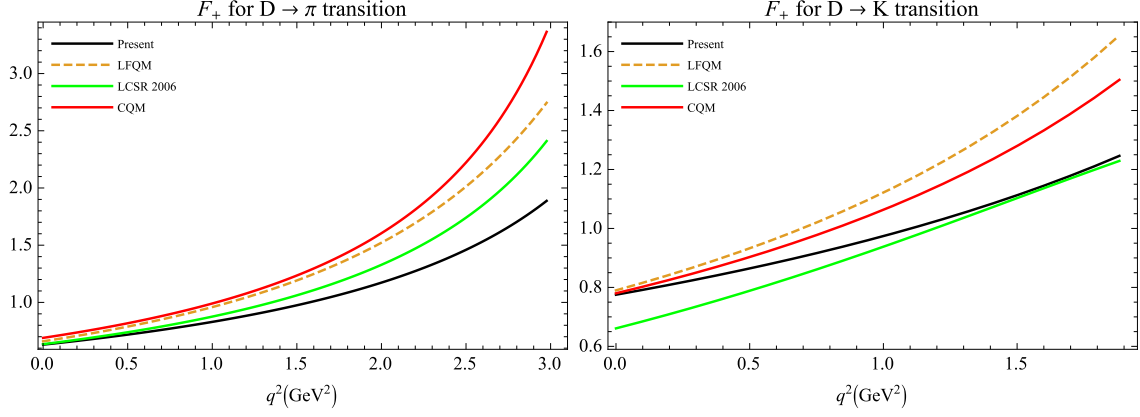 F₊ for D → π transition
Present
LFQM
LCSR 2006
CQM
3.0
2.5
2.0
1.5
1.0
0.0 0.5 1.0 1.5 2.0 2.5 3.0
q²(GeV²)
F₊ for D → K transition
Present
LFQM
LCSR 2006
CQM
1.6
1.4
1.2
1.0
0.8
0.6
0.0 0.5 1.0 1.5
q²(GeV²)